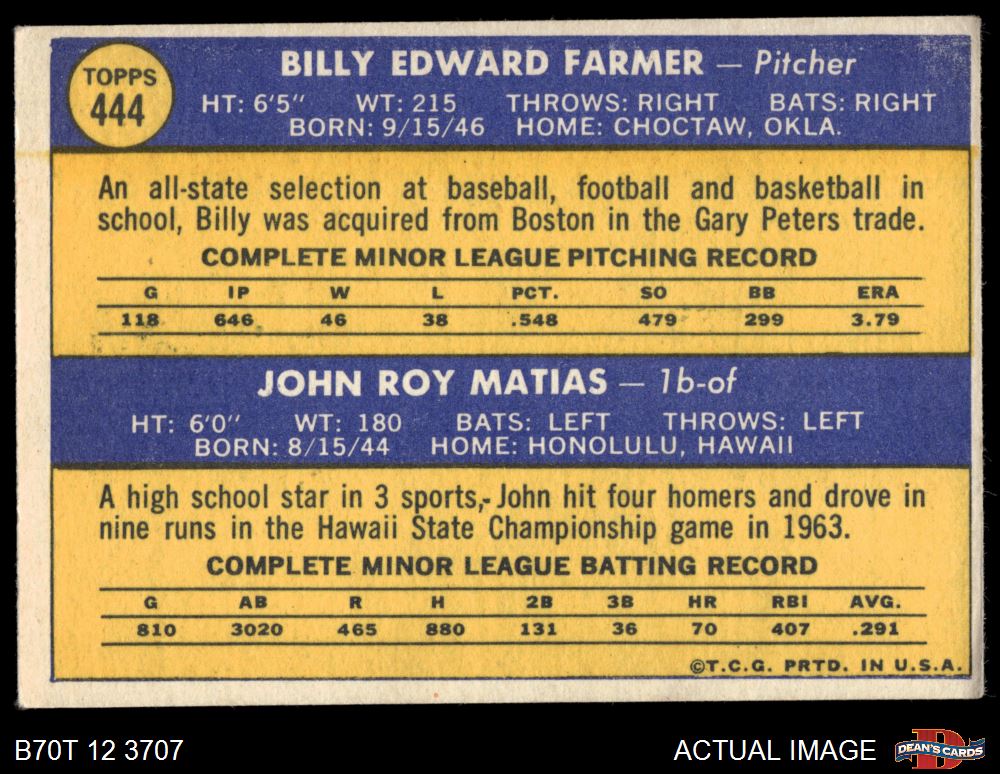 TOPPS
444
BILLY EDWARD FARMER — Pitcher
HT: 6'5" WT: 215 THROWS: RIGHT BATS: RIGHT
BORN: 9/15/46 HOME: CHOCTAW, OKLA.
An all-state selection at baseball, football and basketball in
school, Billy was acquired from Boston in the Gary Peters trade.
COMPLETE MINOR LEAGUE PITCHING RECORD
G IP W L PCT. SO BB ERA
118 646 46 38 .548 479 299 3.79
JOHN ROY MATIAS — 1b-of
HT: 6'0" WT: 180 BATS: LEFT THROWS: LEFT
BORN: 8/15/44 HOME: HONOLULU, HAWAII
A high school star in 3 sports, John hit four homers and drove in
nine runs in the Hawaii State Championship game in 1963.
COMPLETE MINOR LEAGUE BATTING RECORD
G AB R H 2B 3B HR RBI AVG.
810 3020 465 880 131 36 70 407 .291
©T.C.G. PRTD. IN U.S.A.
B70T 12 3707
ACTUAL IMAGE
D
DEAN'S CARDS